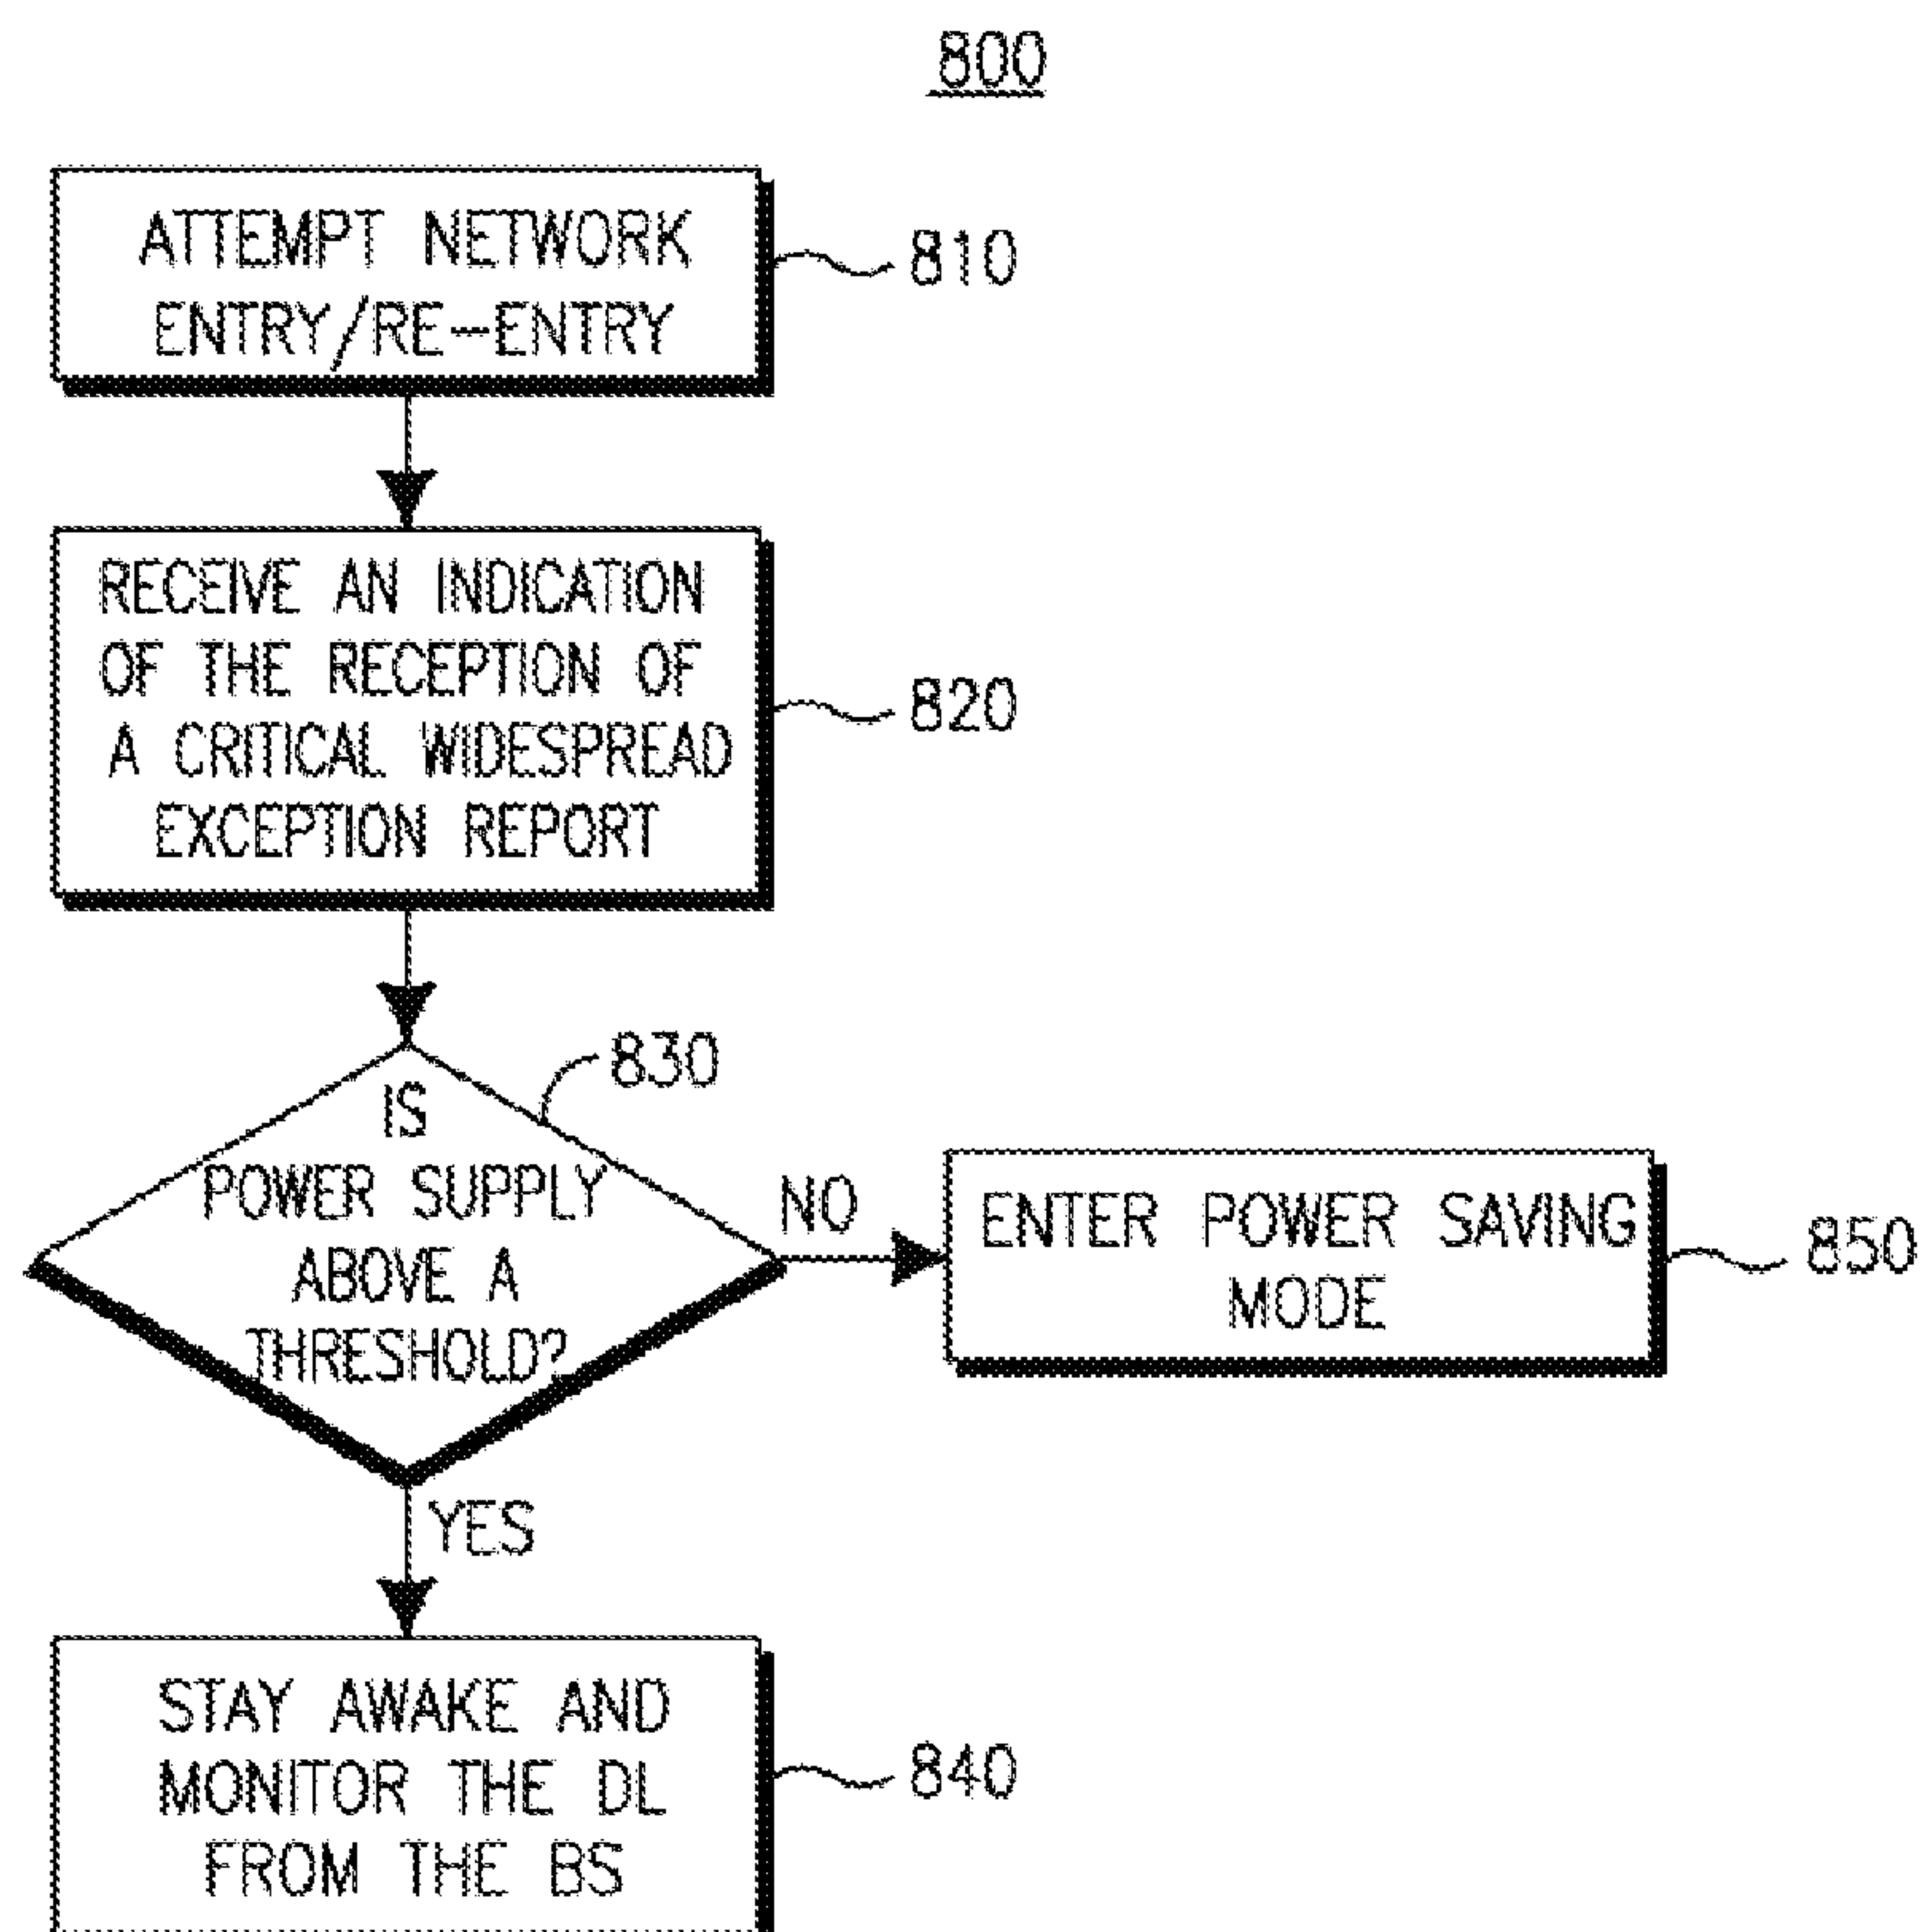 800
ATTEMPT NETWORK
ENTRY/RE-ENTRY
810
RECEIVE AN INDICATION
OF THE RECEPTION OF
A CRITICAL WIDESPREAD
EXCEPTION REPORT
820
830
IS
POWER SUPPLY
ABOVE A
THRESHOLD?
NO
ENTER POWER SAVING
MODE
850
YES
STAY AWAKE AND
MONITOR THE DL
FROM THE BS
840